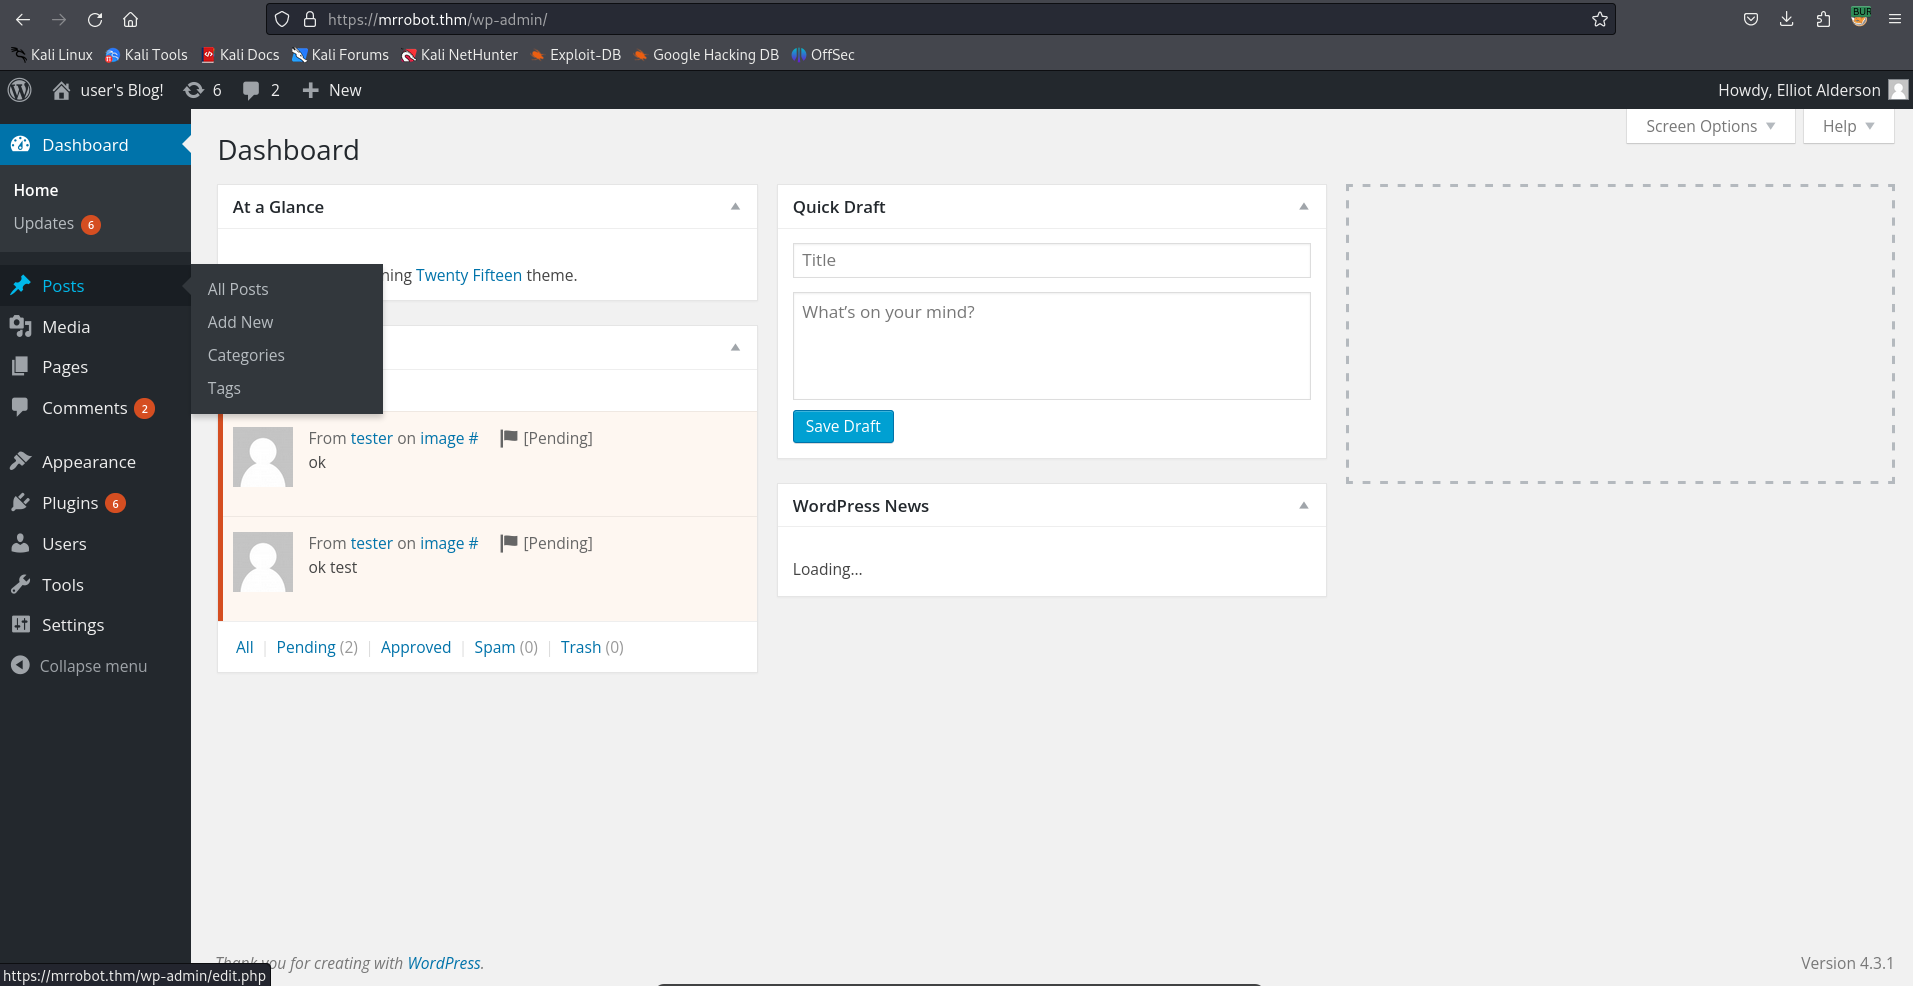 https://mrrobot.thm/wp-admin/
BUR
Kali Linux Kali Tools Kali Docs Kali Forums Kali NetHunter Exploit-DB Google Hacking DB OffSec
user's Blog! 6 2 New Howdy, Elliot Alderson
Screen Options Help
Dashboard
Home
Updates 6
Posts
Media
Pages
Comments 2
Appearance
Plugins 6
Users
Tools
Settings
Collapse menu
All Posts
Add New
Categories
Tags
Dashboard
At a Glance
ning Twenty Fifteen theme.
From tester on image # [Pending]
ok
From tester on image # [Pending]
ok test
All | Pending (2) | Approved | Spam (0) | Trash (0)
Quick Draft
Title
What's on your mind?
Save Draft
WordPress News
Loading...
Thank you for creating with WordPress.
Version 4.3.1
https://mrrobot.thm/wp-admin/edit.php